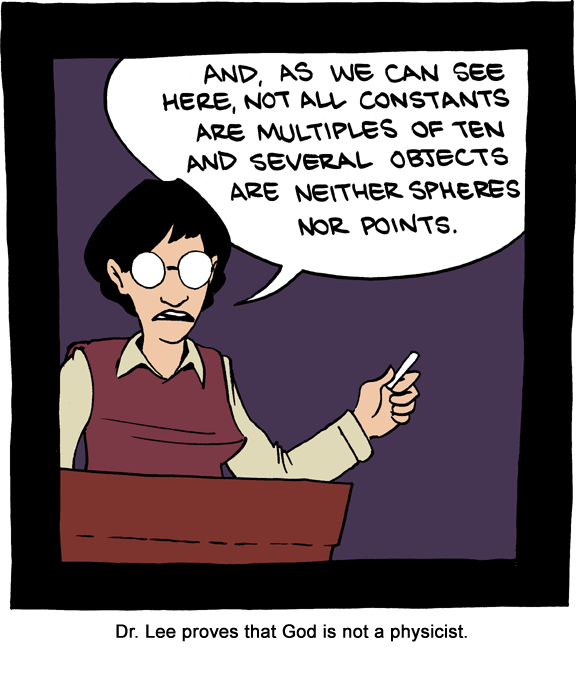 AND, AS WE CAN SEE
HERE, NOT ALL CONSTANTS
ARE MULTIPLES OF TEN
AND SEVERAL OBJECTS
ARE NEITHER SPHERES
NOR POINTS.
Dr. Lee proves that God is not a physicist.